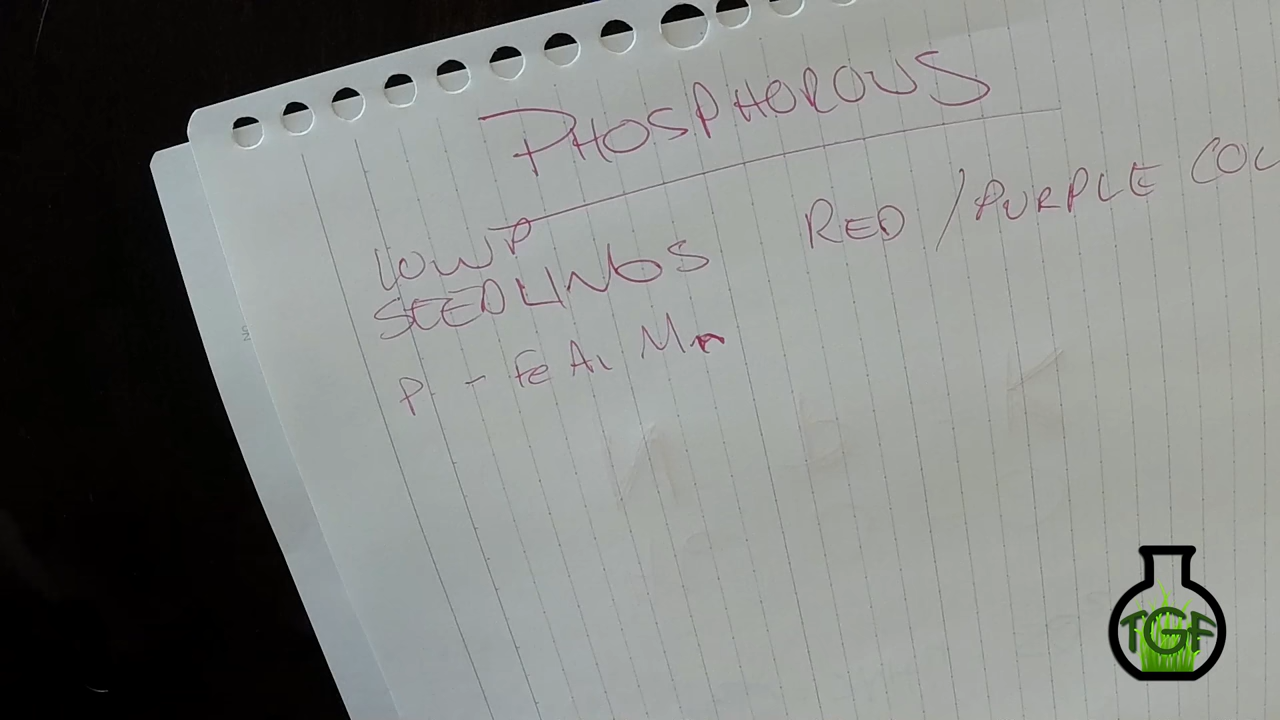 PHOSPHOROUS
LOW P RED / PURPLE COL
SEEDLINGS
P - Fe Al Mn
TGF